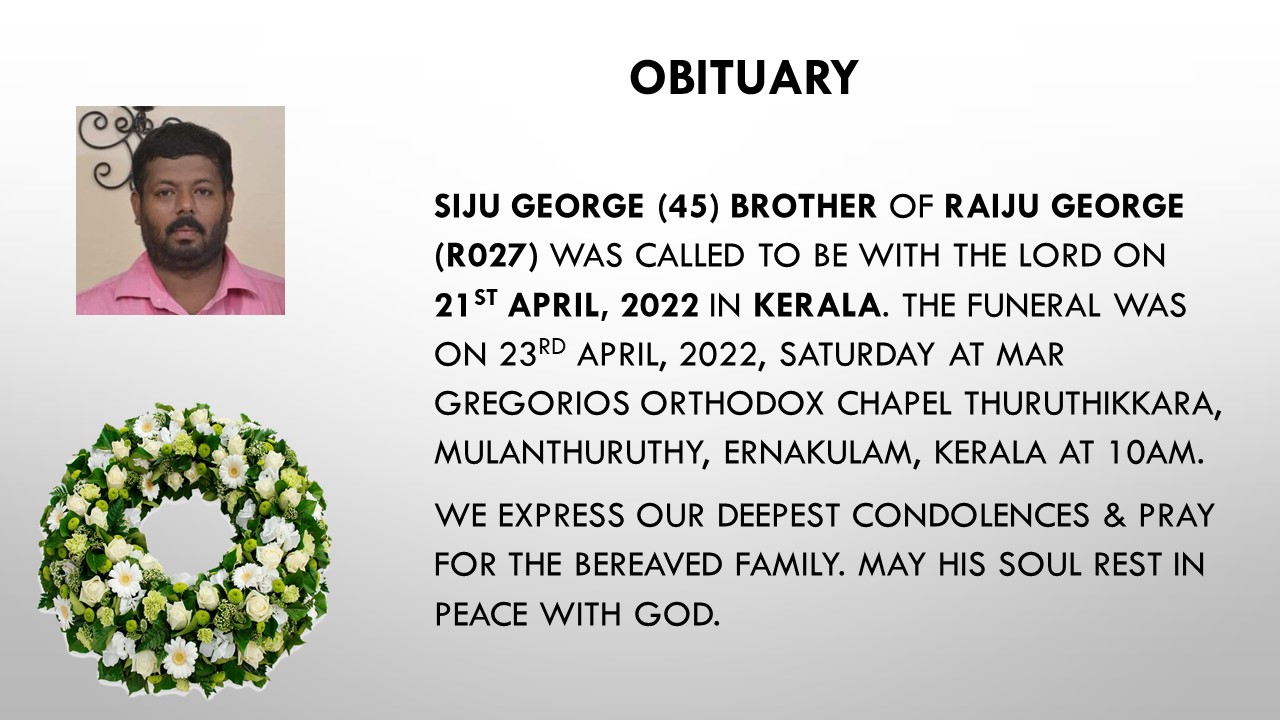 OBITUARY
SIJU GEORGE (45) BROTHER OF RAIJU GEORGE
(R027) WAS CALLED TO BE WITH THE LORD ON
21ST APRIL, 2022 IN KERALA. THE FUNERAL WAS
ON 23RD APRIL, 2022, SATURDAY AT MAR
GREGORIOS ORTHODOX CHAPEL THURUTHIKKARA,
MULANTHURUTHY, ERNAKULAM, KERALA AT 10AM.
WE EXPRESS OUR DEEPEST CONDOLENCES & PRAY
FOR THE BEREAVED FAMILY. MAY HIS SOUL REST IN
PEACE WITH GOD.